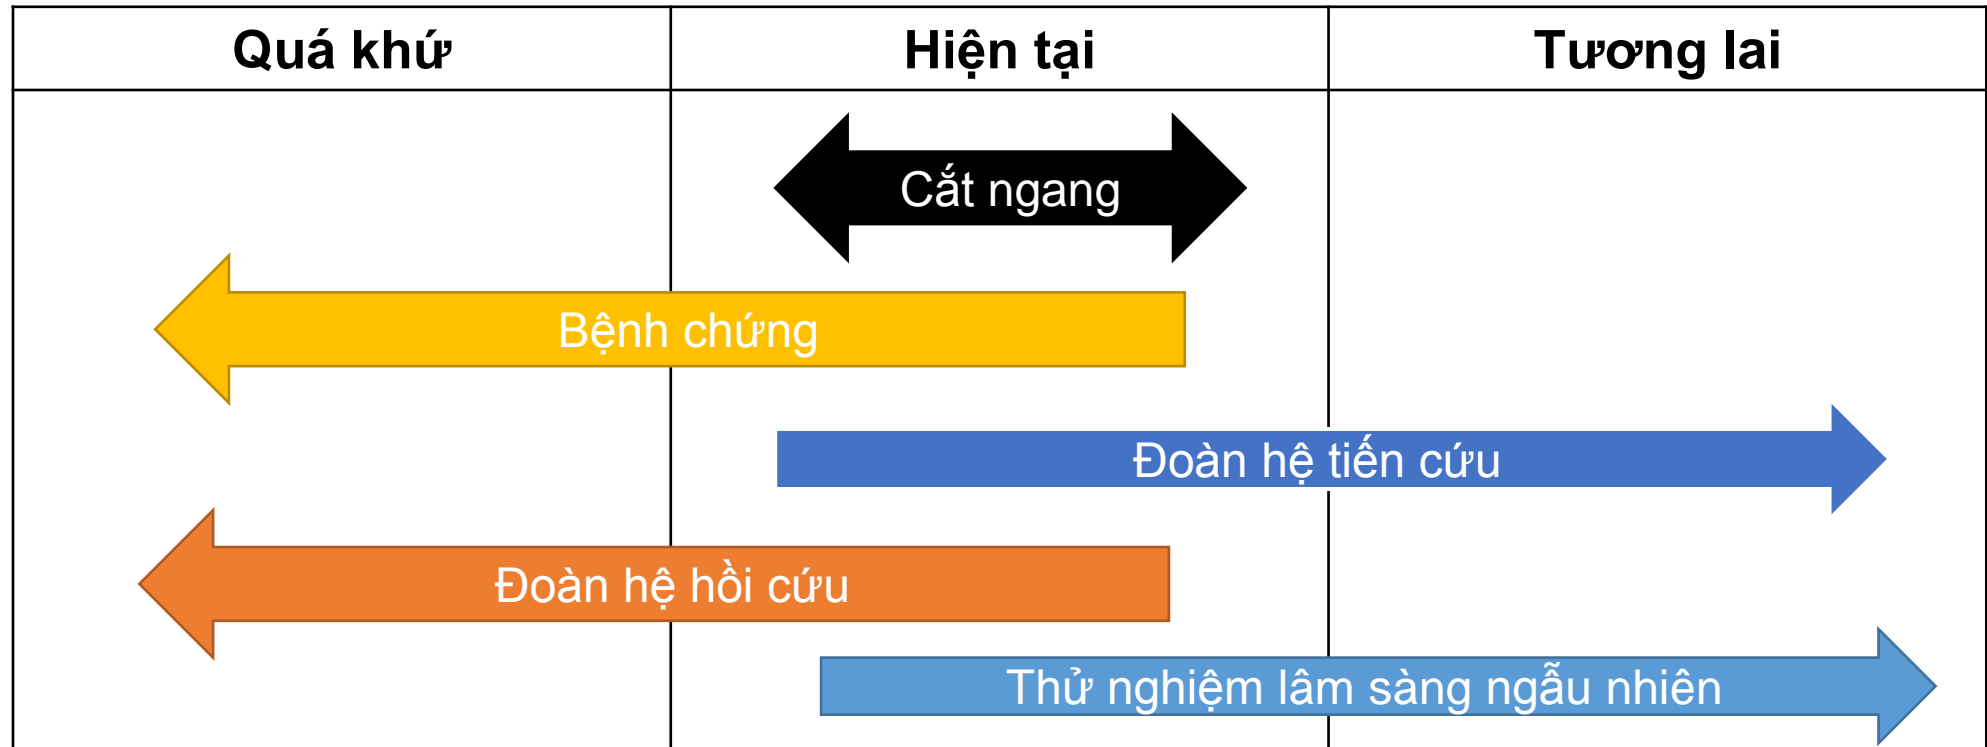 Quá khứ
Hiện tại
Tương lai
Cắt ngang
Bệnh chứng
Đoàn hệ tiến cứu
Đoàn hệ hồi cứu
Thử nghiệm lâm sàng ngẫu nhiên